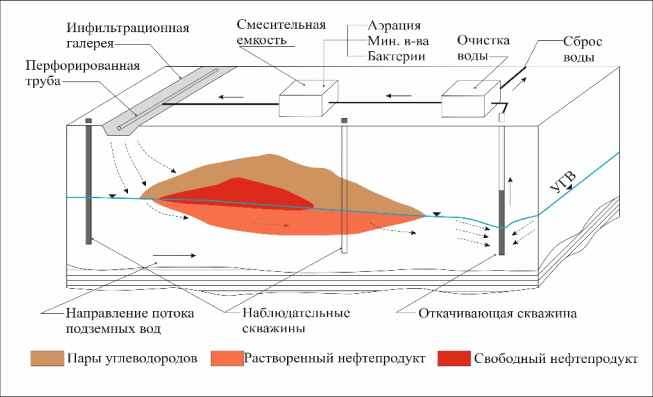 Инфильтрационная
галерея
Перфорированная
труба
Смесительная
емкость
Аэрация
Мин. в-ва
Бактерии
Очистка
воды
Сброс
воды
УГВ
Направление потока
подземных вод
Наблюдательные
скважины
Откачивающая скважина
Пары углеводородов
Растворенный нефтепродукт
Свободный нефтепродукт